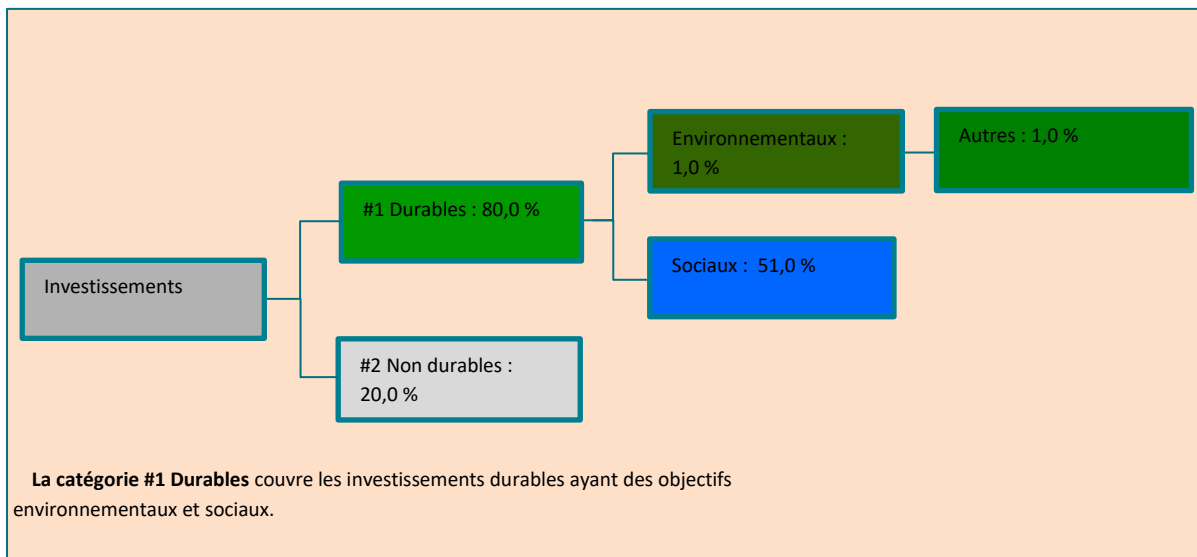 Environnementaux :
1,0 %
Autres : 1,0 %
#1 Durables : 80,0 %
Sociaux : 51,0 %
Investissements
#2 Non durables :
20,0 %
La catégorie #1 Durables couvre les investissements durables ayant des objectifs
environnementaux et sociaux.